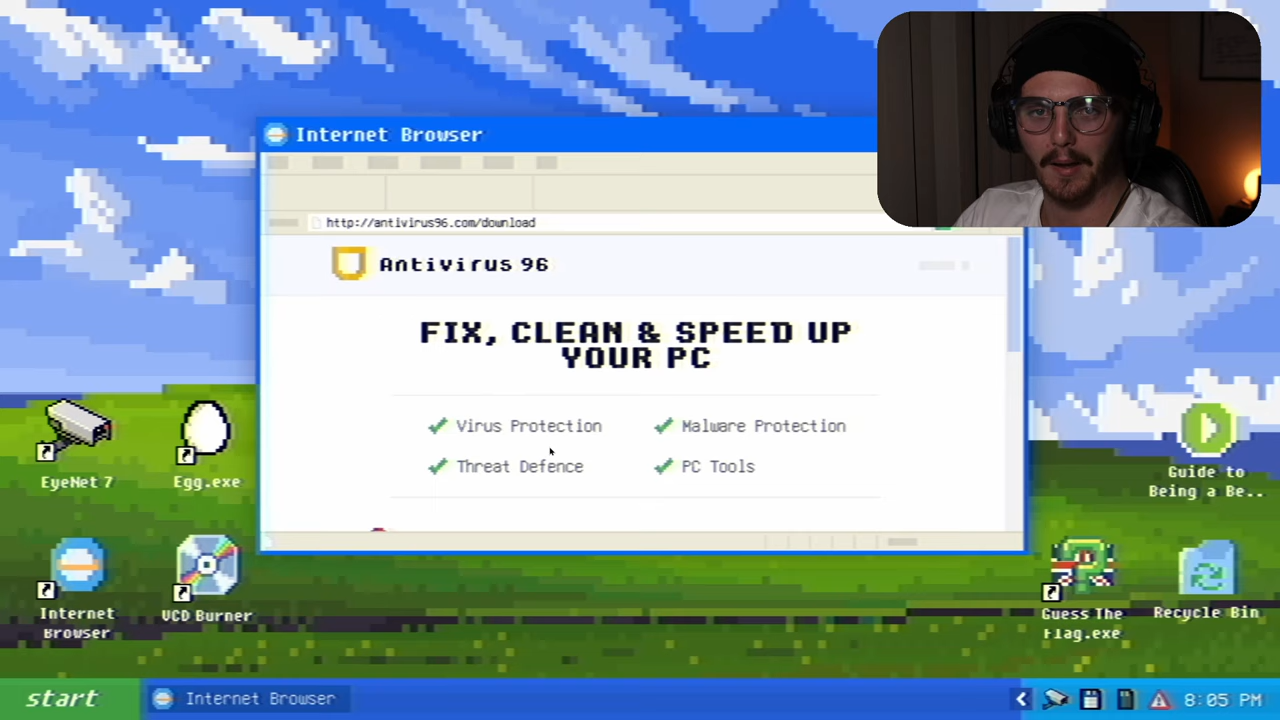 Internet Browser
http://antivirus96.com/download
Antivirus 96
FIX, CLEAN & SPEED UP
YOUR PC
Virus Protection
Malware Protection
Threat Defence
PC Tools
EyeNet 7
Egg.exe
Guide to
Being a Be..
Internet
Browser
VCD Burner
Guess The
Flag.exe
Recycle Bin
start
Internet Browser
8:05 PM